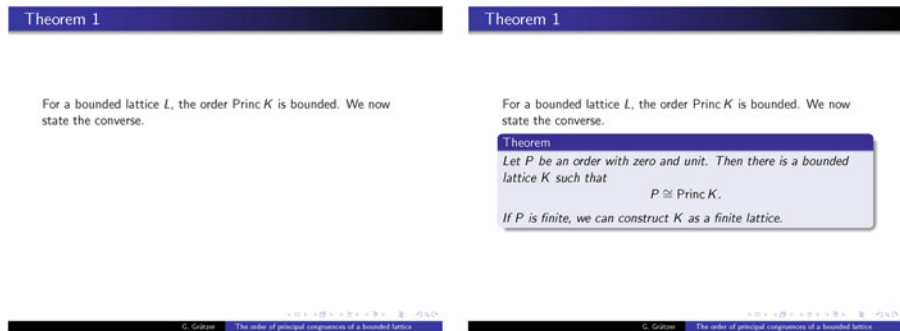 Theorem 1
For a bounded lattice L, the order Princ K is bounded. We now
state the converse.
G. Grätzer The order of principal congruences of a bounded lattice
Theorem 1
For a bounded lattice L, the order Princ K is bounded. We now
state the converse.
Theorem
Let P be an order with zero and unit. Then there is a bounded
lattice K such that
P ≅ Princ K.
If P is finite, we can construct K as a finite lattice.
G. Grätzer The order of principal congruences of a bounded lattice